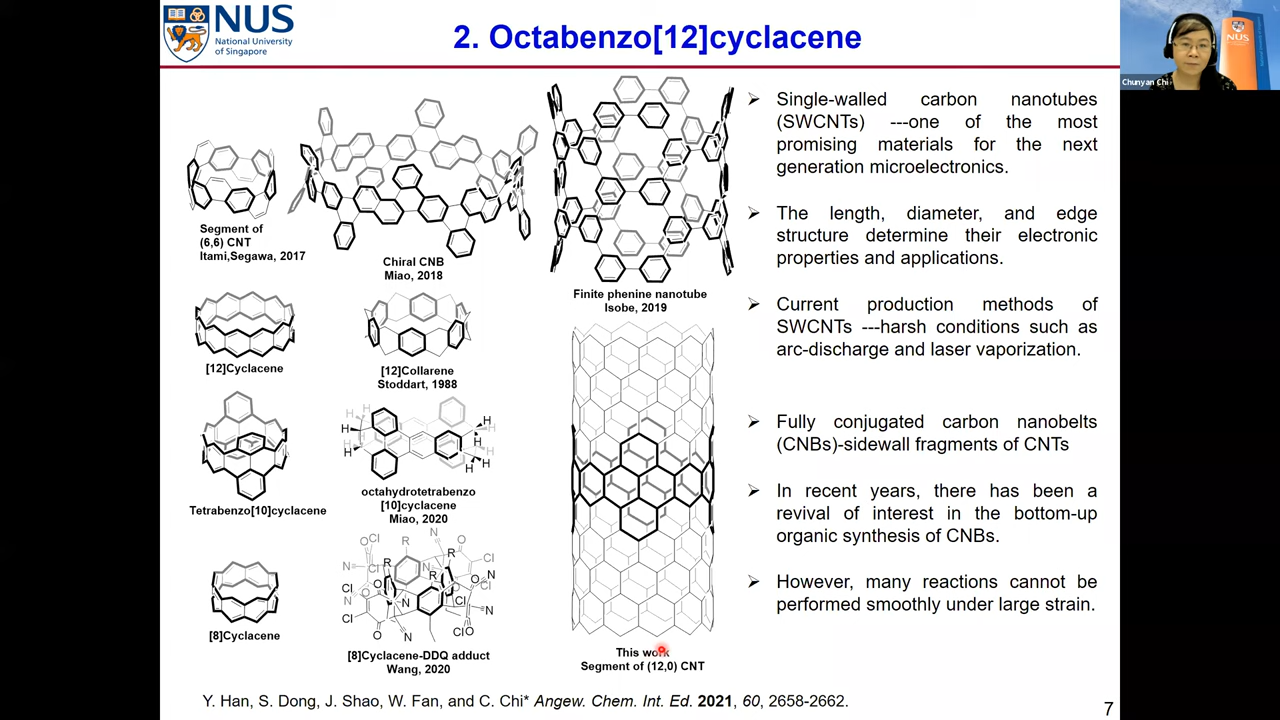 NUS
National University
of Singapore
2. Octabenzo[12]cyclacene
NUS
Chunyan Chi
Segment of
(6,6) CNT
Itami,Segawa, 2017
Chiral CNB
Miao, 2018
Finite phenine nanotube
Isobe, 2019
[12]Cyclacene
[12]Collarene
Stoddart, 1988
Tetrabenzo[10]cyclacene
H H H H H H H H
octahydrotetrabenzo
[10]cyclacene
Miao, 2020
[8]Cyclacene
[8]Cyclacene-DDQ adduct
Wang, 2020
This work
Segment of (12,0) CNT
➢ Single-walled carbon nanotubes
(SWCNTs) ---one of the most
promising materials for the next
generation microelectronics.
➢ The length, diameter, and edge
structure determine their electronic
properties and applications.
➢ Current production methods of
SWCNTs ---harsh conditions such as
arc-discharge and laser vaporization.
➢ Fully conjugated carbon nanobelts
(CNBs)-sidewall fragments of CNTs
➢ In recent years, there has been a
revival of interest in the bottom-up
organic synthesis of CNBs.
➢ However, many reactions cannot be
performed smoothly under large strain.
Y. Han, S. Dong, J. Shao, W. Fan, and C. Chi* Angew. Chem. Int. Ed. 2021, 60, 2658-2662.
7